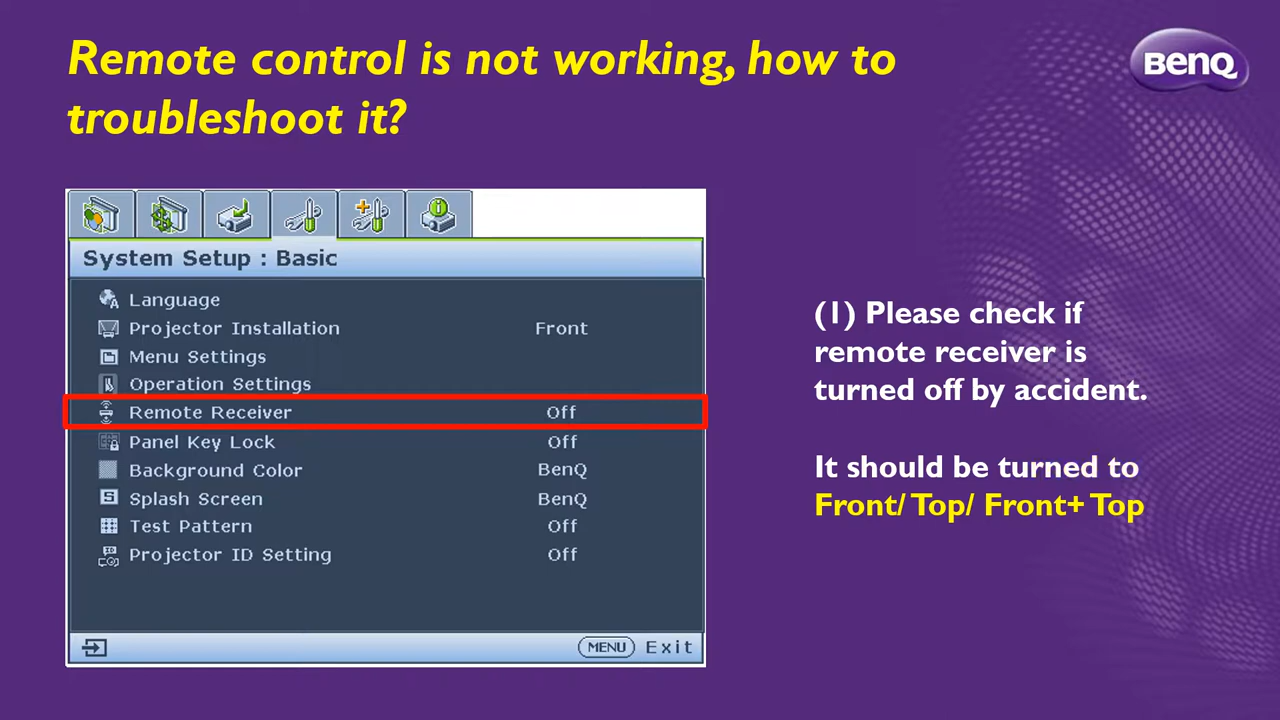 Remote control is not working, how to
troubleshoot it?
BenQ
System Setup : Basic
Language
Projector Installation Front
Menu Settings
Operation Settings
Remote Receiver Off
Panel Key Lock Off
Background Color BenQ
Splash Screen BenQ
Test Pattern Off
Projector ID Setting Off
MENU Exit
(1) Please check if
remote receiver is
turned off by accident.
It should be turned to
Front/ Top/ Front+ Top